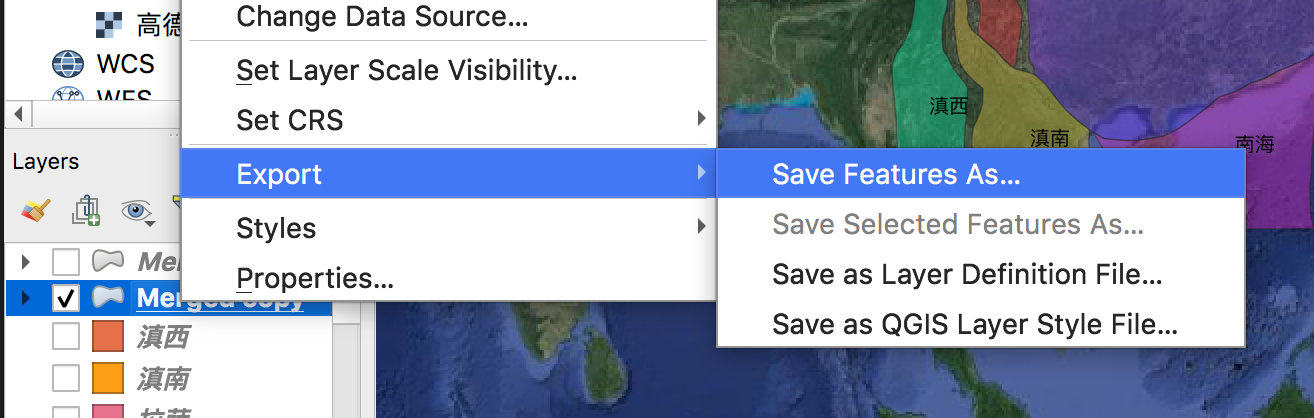 高德
WCS
WFS
Layers
Mer
Merged copy
滇西
滇南
拉萨
Change Data Source...
Set Layer Scale Visibility...
Set CRS
Export
Styles
Properties...
Save Features As...
Save Selected Features As...
Save as Layer Definition File...
Save as QGIS Layer Style File...
滇西
滇南
南海